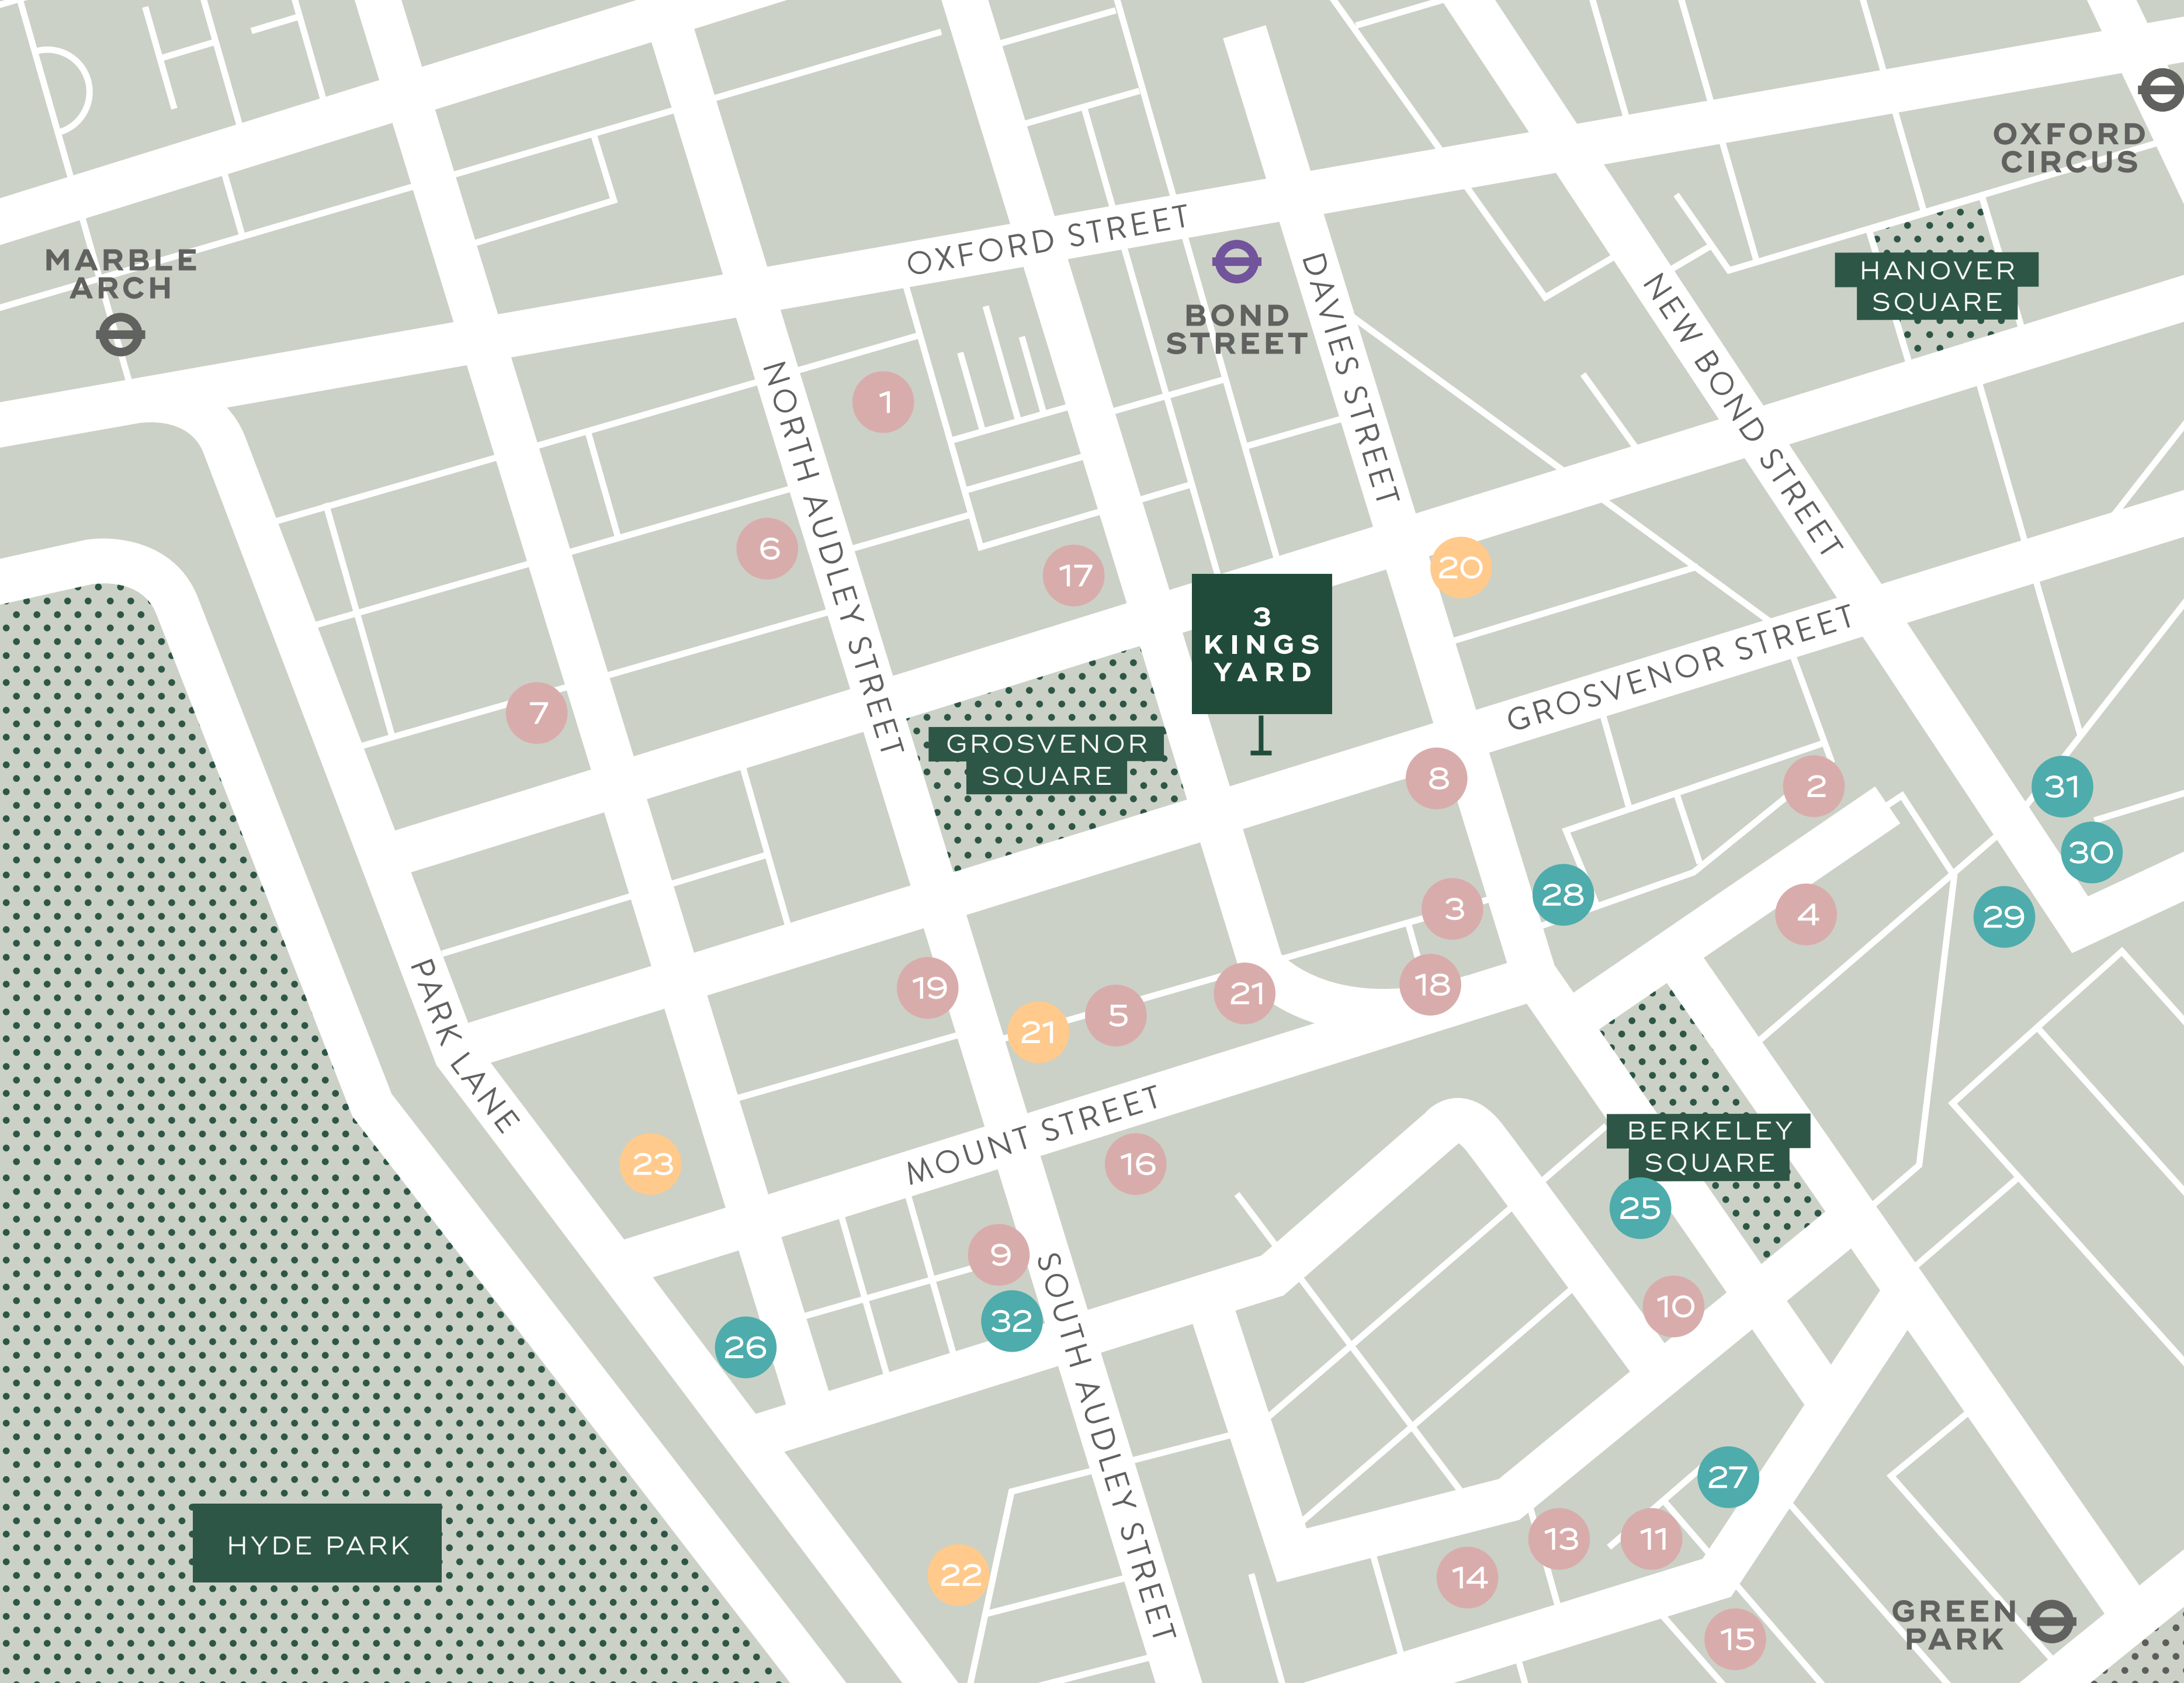 OXFORD
CIRCUS
MARBLE
ARCH
OXFORD STREET
BOND
STREET
DAVIES STREET
NEW BOND STREET
HANOVER
SQUARE
NORTH AUDLEY STREET
1
6
17
20
3
KINGS
YARD
GROSVENOR STREET
7
GROSVENOR
SQUARE
8
2
31
30
28
3
4
29
19
21
5
21
18
PARK LANE
MOUNT STREET
23
16
BERKELEY
SQUARE
25
9
32
26
10
SOUTH AUDLEY STREET
27
HYDE PARK
22
14
13
11
15
GREEN
PARK